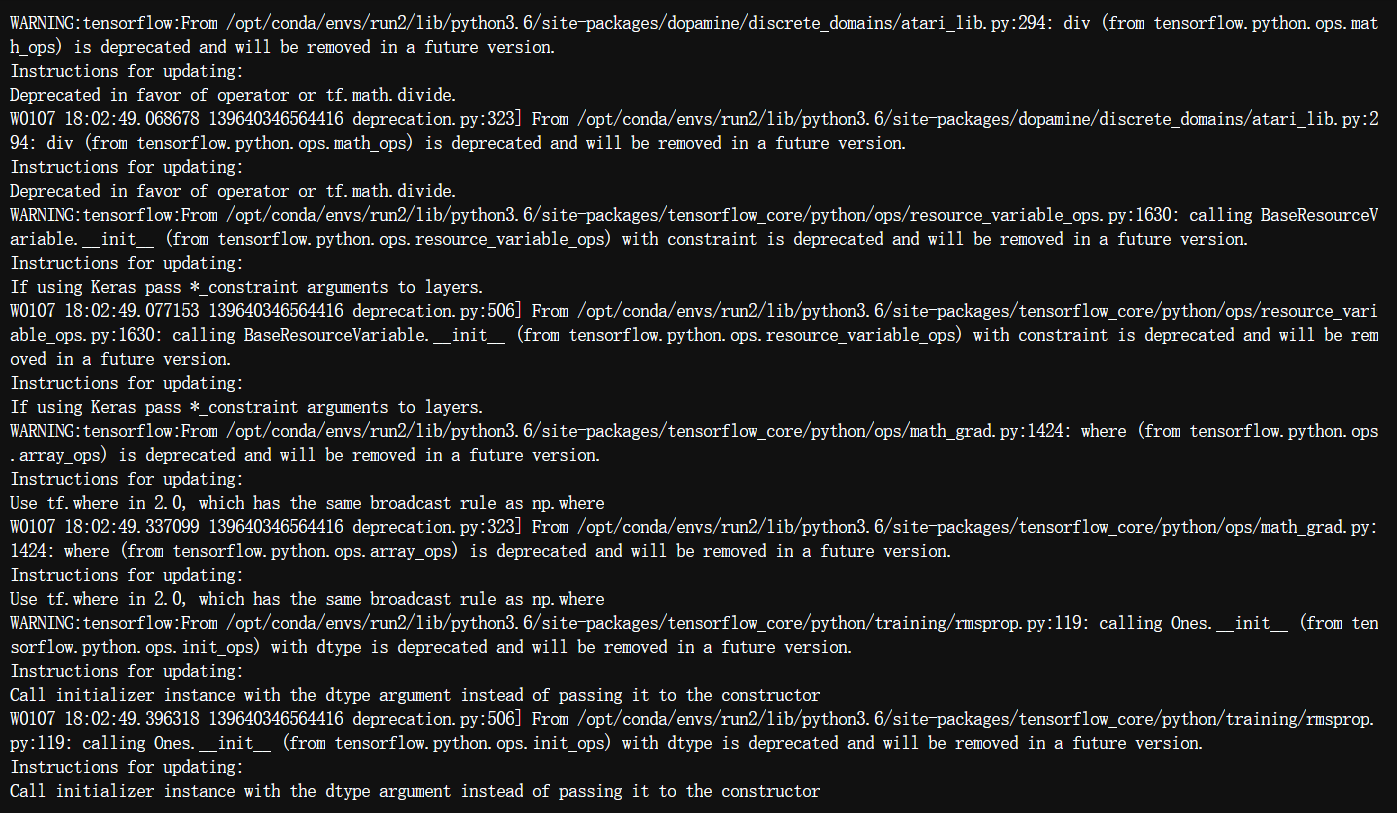 WARNING:tensorflow:From /opt/conda/envs/run2/lib/python3.6/site-packages/dopamine/discrete_domains/atari_lib.py:294: div (from tensorflow.python.ops.mat
h_ops) is deprecated and will be removed in a future version.
Instructions for updating:
Deprecated in favor of operator or tf.math.divide.
W0107 18:02:49.068678 139640346564416 deprecation.py:323] From /opt/conda/envs/run2/lib/python3.6/site-packages/dopamine/discrete_domains/atari_lib.py:2
94: div (from tensorflow.python.ops.math_ops) is deprecated and will be removed in a future version.
Instructions for updating:
Deprecated in favor of operator or tf.math.divide.
WARNING:tensorflow:From /opt/conda/envs/run2/lib/python3.6/site-packages/tensorflow_core/python/ops/resource_variable_ops.py:1630: calling BaseResourceV
ariable.__init__ (from tensorflow.python.ops.resource_variable_ops) with constraint is deprecated and will be removed in a future version.
Instructions for updating:
If using Keras pass *_constraint arguments to layers.
W0107 18:02:49.077153 139640346564416 deprecation.py:506] From /opt/conda/envs/run2/lib/python3.6/site-packages/tensorflow_core/python/ops/resource_vari
able_ops.py:1630: calling BaseResourceVariable.__init__ (from tensorflow.python.ops.resource_variable_ops) with constraint is deprecated and will be rem
oved in a future version.
Instructions for updating:
If using Keras pass *_constraint arguments to layers.
WARNING:tensorflow:From /opt/conda/envs/run2/lib/python3.6/site-packages/tensorflow_core/python/ops/math_grad.py:1424: where (from tensorflow.python.ops
.array_ops) is deprecated and will be removed in a future version.
Instructions for updating:
Use tf.where in 2.0, which has the same broadcast rule as np.where
W0107 18:02:49.337099 139640346564416 deprecation.py:323] From /opt/conda/envs/run2/lib/python3.6/site-packages/tensorflow_core/python/ops/math_grad.py:
1424: where (from tensorflow.python.ops.array_ops) is deprecated and will be removed in a future version.
Instructions for updating:
Use tf.where in 2.0, which has the same broadcast rule as np.where
WARNING:tensorflow:From /opt/conda/envs/run2/lib/python3.6/site-packages/tensorflow_core/python/training/rmsprop.py:119: calling Ones.__init__ (from ten
sorflow.python.ops.init_ops) with dtype is deprecated and will be removed in a future version.
Instructions for updating:
Call initializer instance with the dtype argument instead of passing it to the constructor
W0107 18:02:49.396318 139640346564416 deprecation.py:506] From /opt/conda/envs/run2/lib/python3.6/site-packages/tensorflow_core/python/training/rmsprop.
py:119: calling Ones.__init__ (from tensorflow.python.ops.init_ops) with dtype is deprecated and will be removed in a future version.
Instructions for updating:
Call initializer instance with the dtype argument instead of passing it to the constructor